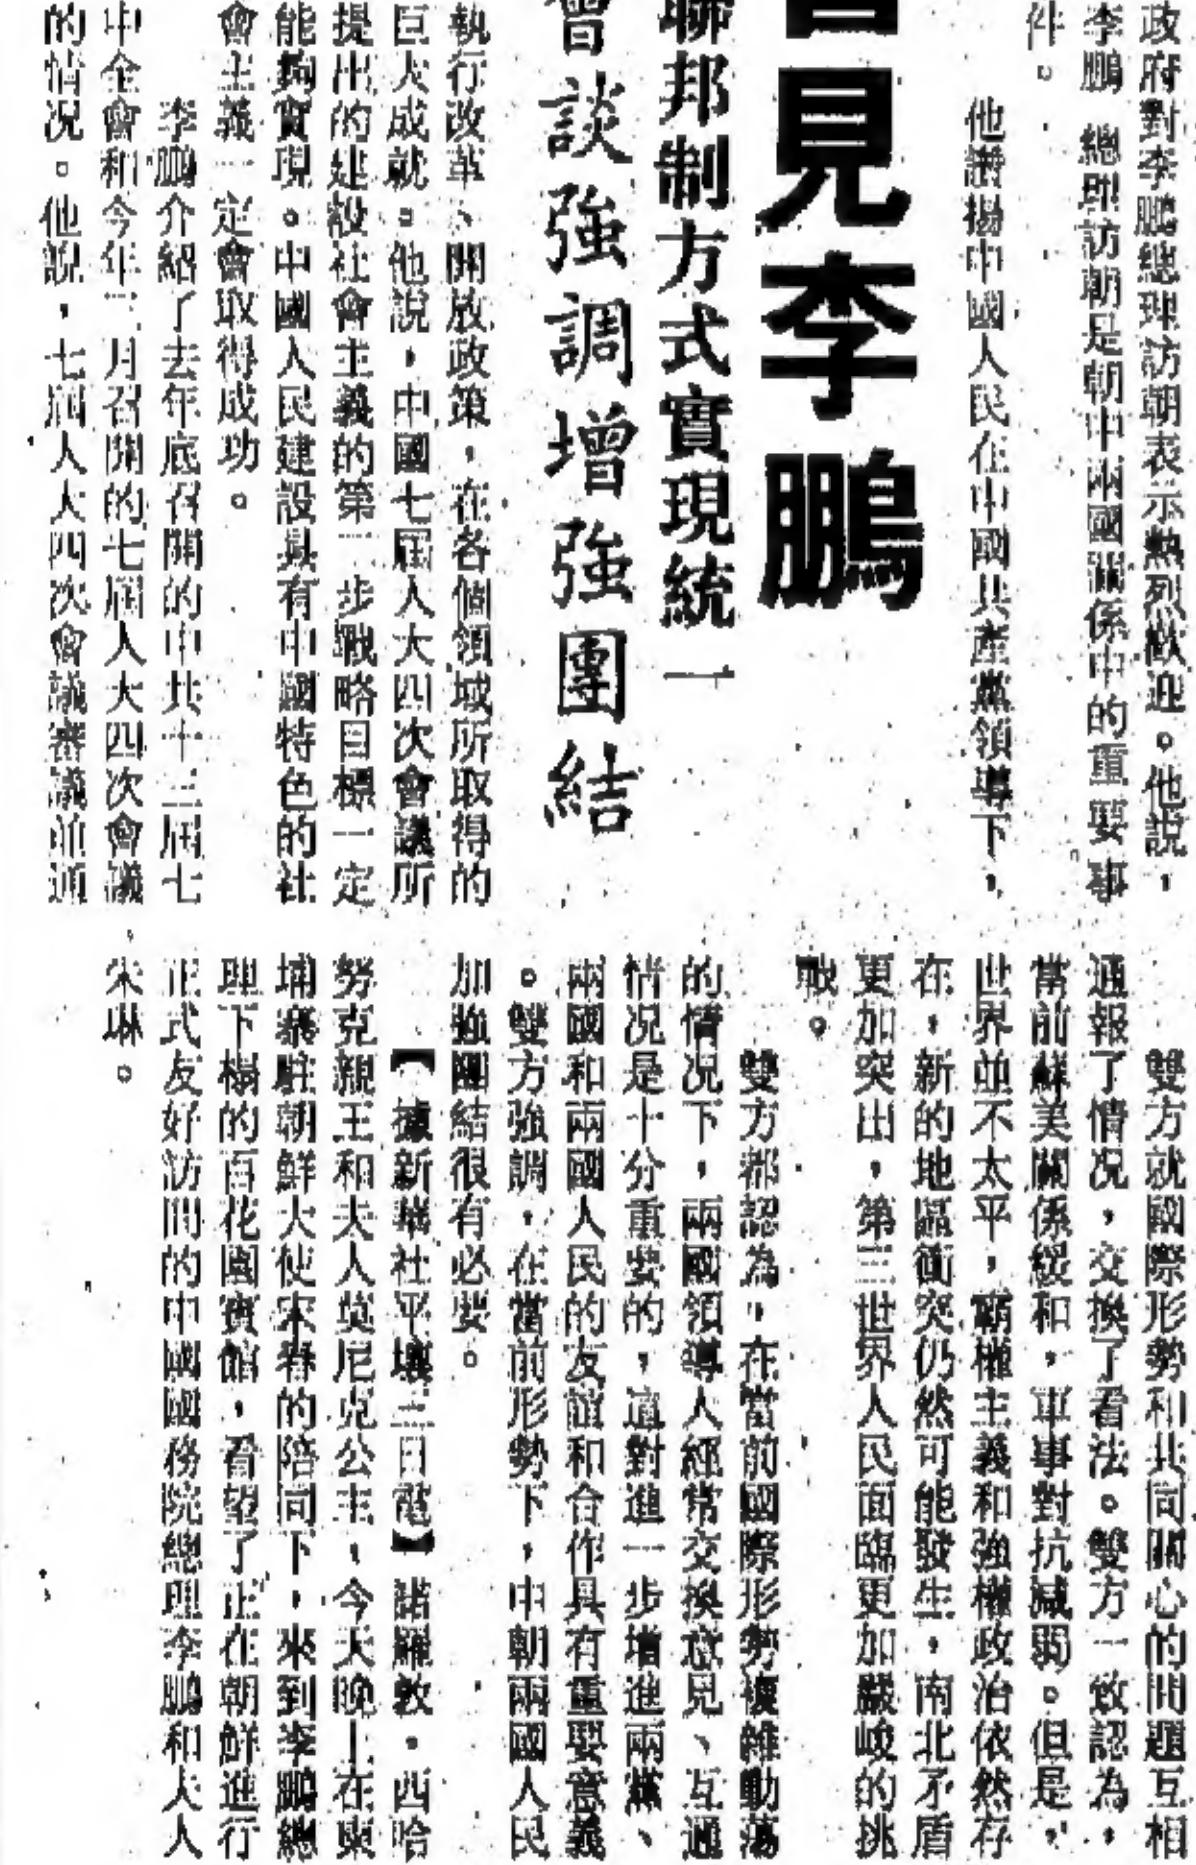 政府對李鵬總理訪朝表示熱烈歡迎。他說，
李鵬總理訪朝是朝中兩國關係中的重要事
件。
他讚揚中國人民在中國共產黨領導下，
見李鵬
聯邦制方式實現統一
會談強調增強團結
執行改革、開放政策，在各個領域所取得的
巨大成就。他說，中國七屆人大四次會議所
提出的建設社會主義的第二步戰略目標一定
能夠實現。中國人民建設具有中國特色的社
會主義一定會取得成功。
李鵬介紹了去年底召開的中共十三屆七
中全會和今年三月召開的七屆人大四次會議
的情况。他說，七屆人大四次會議審議並通
雙方就國際形勢和共同關心的問題互相
通報了情况，交換了看法。雙方一致認為，
當前蘇美關係緩和，軍事對抗減弱。但是，
世界並不太平，霸權主義和強權政治依然存
在，新的地區衝突仍然可能發生，南北矛盾
更加突出，第三世界人民面臨更加嚴峻的挑
戰。
雙方都認為，在當前國際形勢複雜動蕩
的情况下，兩國領導人經常交換意見、互通
情况是十分重要的，這對進一步增進兩黨、
兩國和兩國人民的友誼和合作具有重要意義
。雙方強調，在當前形勢下，中朝兩國人民
加強團結很有必要。
【據新華社平壤三日電】諾羅敦·西哈
努克親王和夫人莫尼克公主，今天晚上在柬
埔寨駐朝鮮大使宋春的陪同下，來到李鵬總
理下榻的百花園賓館，看望了正在朝鮮進行
正式友好訪問的中國國務院總理李鵬和夫人
朱琳。